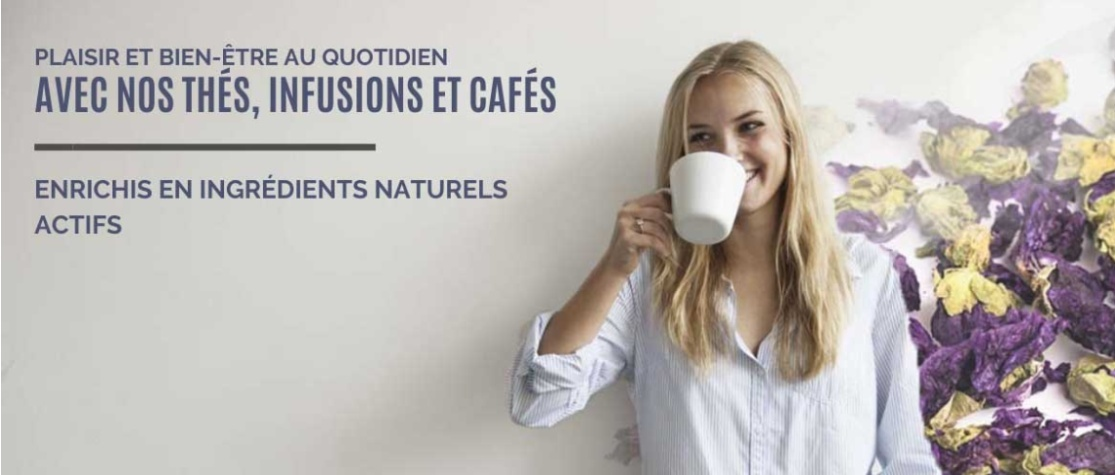 PLAISIR ET BIEN-ÊTRE AU QUOTIDIEN
AVEC NOS THÉS, INFUSIONS ET CAFÉS
ENRICHIS EN INGRÉDIENTS NATURELS
ACTIFS